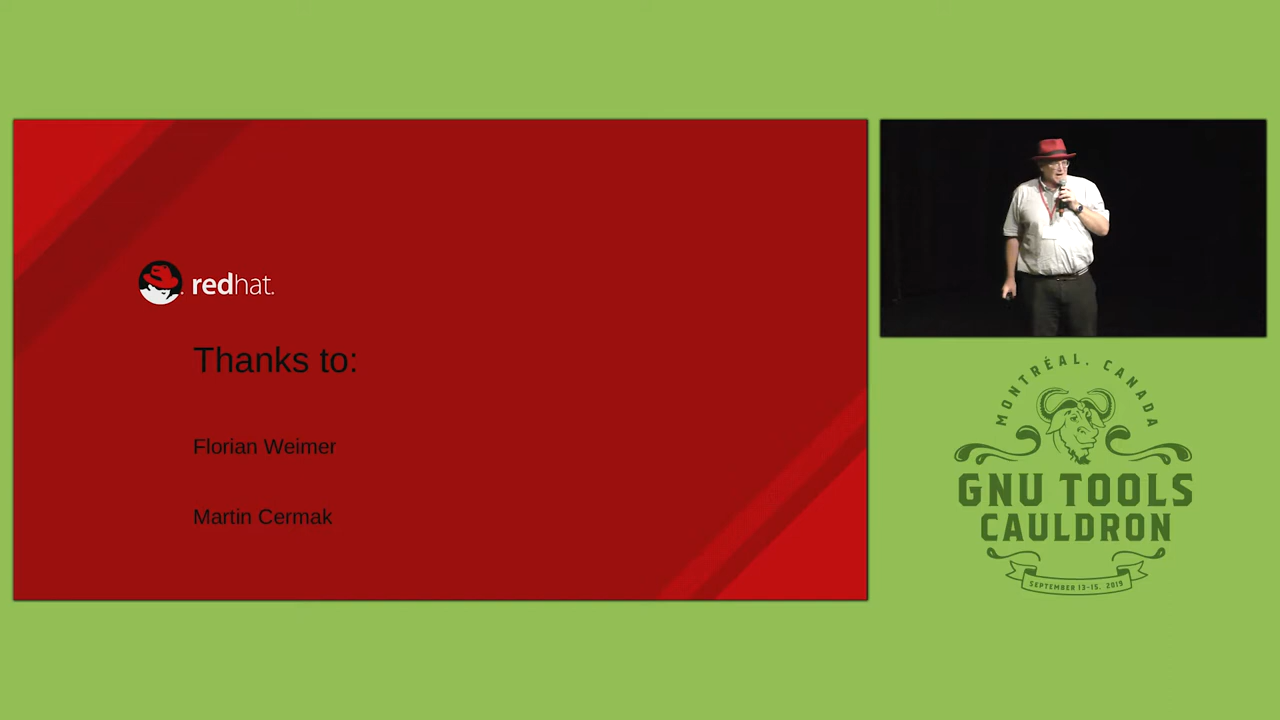 redhat.
Thanks to:
Florian Weimer
Martin Cermak
MONTRÉAL, CANADA
GNU TOOLS
CAULDRON
SEPTEMBER 13-15, 2019